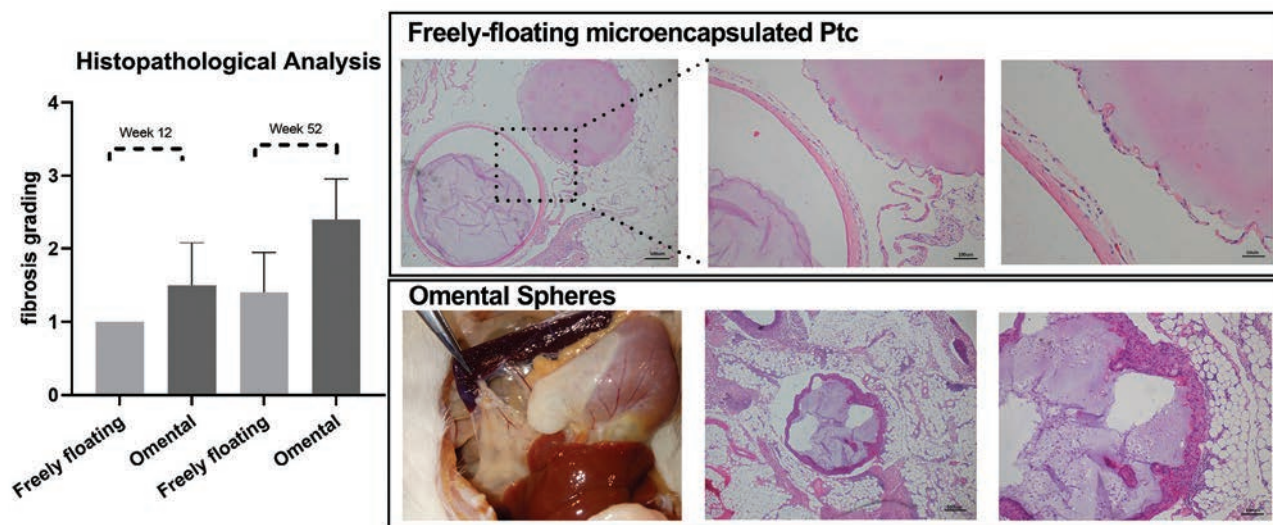 Histopathological Analysis
fibrosis grading
4
3
2
1
0
Week 12
Week 52
Freely floating
Omental
Freely floating
Omental
Freely-floating microencapsulated Ptc
Omental Spheres